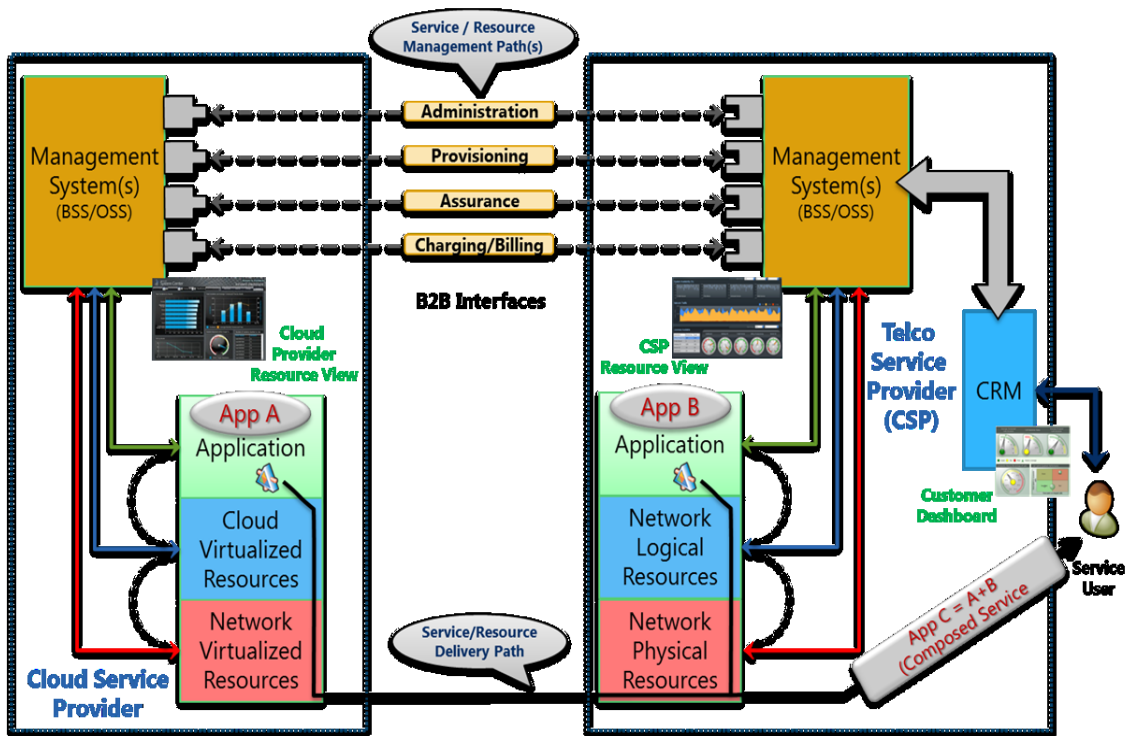 Service / Resource
Management Path(s)
Management
System(s)
(BSS/OSS)
Administration
Provisioning
Assurance
Charging/Billing
B2B Interfaces
Management
System(s)
(BSS/OSS)
Cloud
Provider
Resource View
CSP
Resource View
Telco
Service
Provider
(CSP)
CRM
Customer
Dashboard
Service
User
App A
Application
Cloud
Virtualized
Resources
Network
Virtualized
Resources
Cloud Service
Provider
App B
Application
Network
Logical
Resources
Network
Physical
Resources
Service/Resource
Delivery Path
App C = A+B
(Composed Service